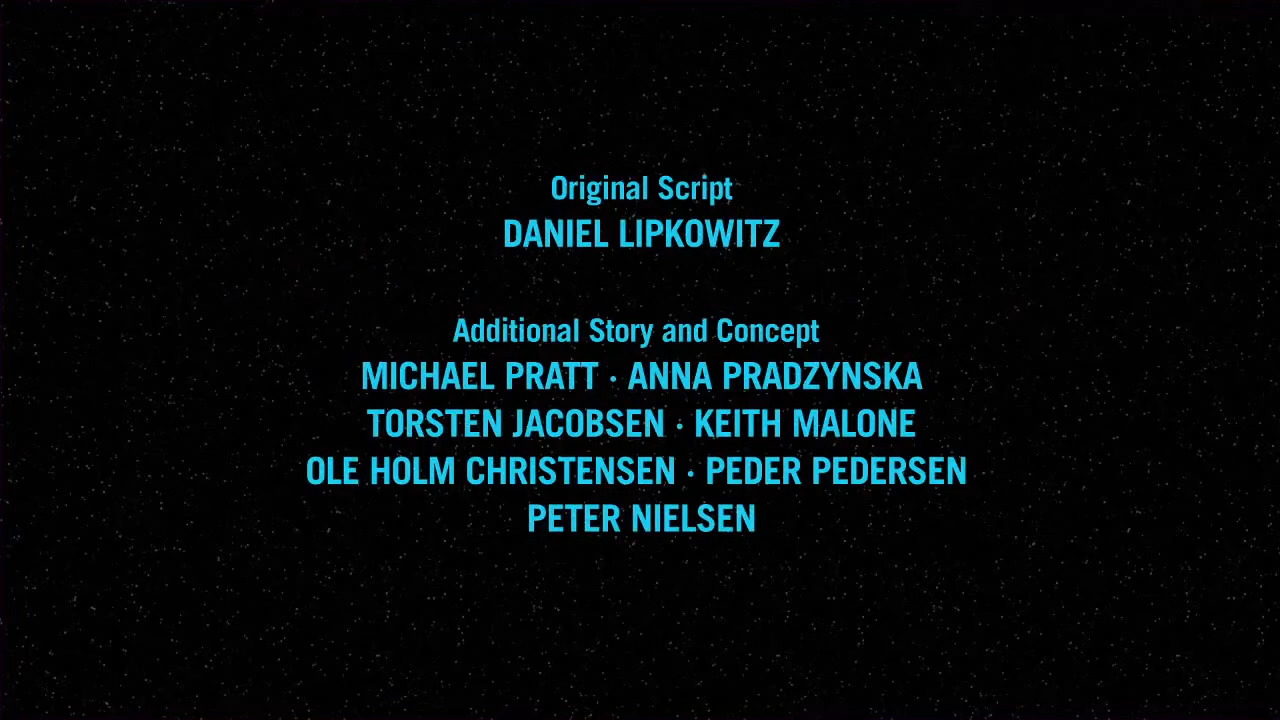 Original Script
DANIEL LIPKOWITZ
Additional Story and Concept
MICHAEL PRATT · ANNA PRADZYNSKA
TORSTEN JACOBSEN · KEITH MALONE
OLE HOLM CHRISTENSEN · PEDER PEDERSEN
PETER NIELSEN